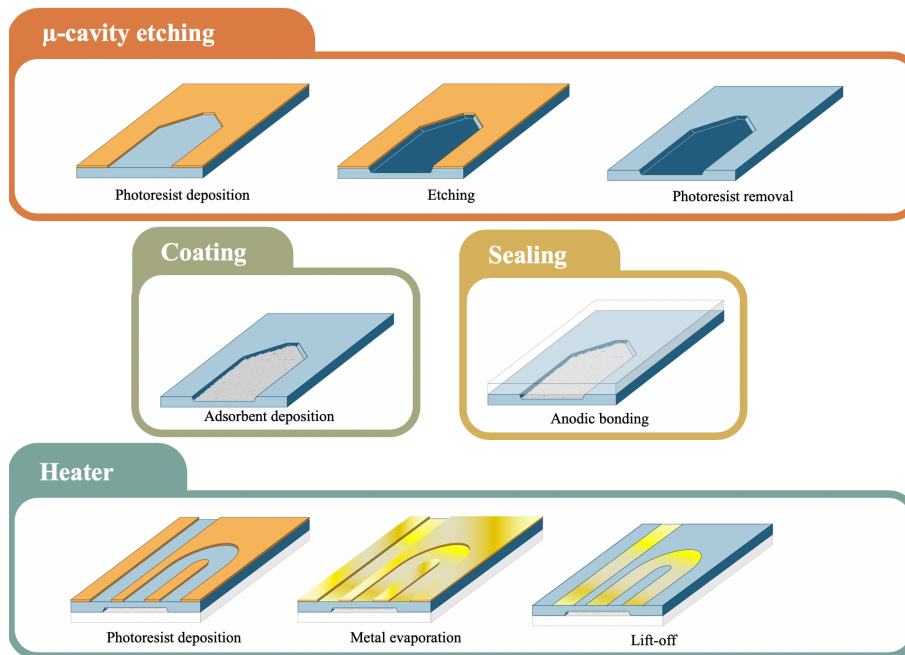 μ-cavity etching
Photoresist deposition
Etching
Photoresist removal
Coating
Adsorbent deposition
Sealing
Anodic bonding
Heater
Photoresist deposition
Metal evaporation
Lift-off